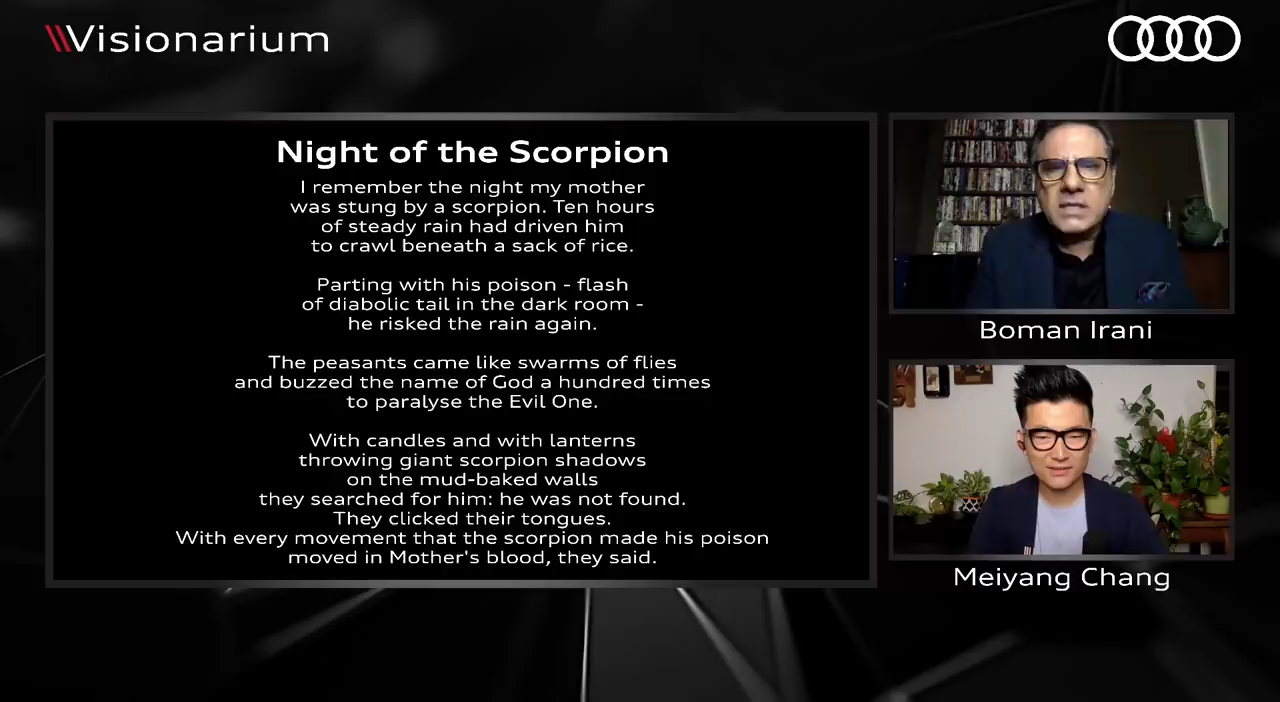 \\Visionarium
Night of the Scorpion
I remember the night my mother
was stung by a scorpion. Ten hours
of steady rain had driven him
to crawl beneath a sack of rice.
Parting with his poison - flash
of diabolic tail in the dark room -
he risked the rain again.
The peasants came like swarms of flies
and buzzed the name of God a hundred times
to paralyse the Evil One.
With candles and with lanterns
throwing giant scorpion shadows
on the mud-baked walls
they searched for him: he was not found.
They clicked their tongues.
With every movement that the scorpion made his poison
moved in Mother's blood, they said.
Boman Irani
Meiyang Chang